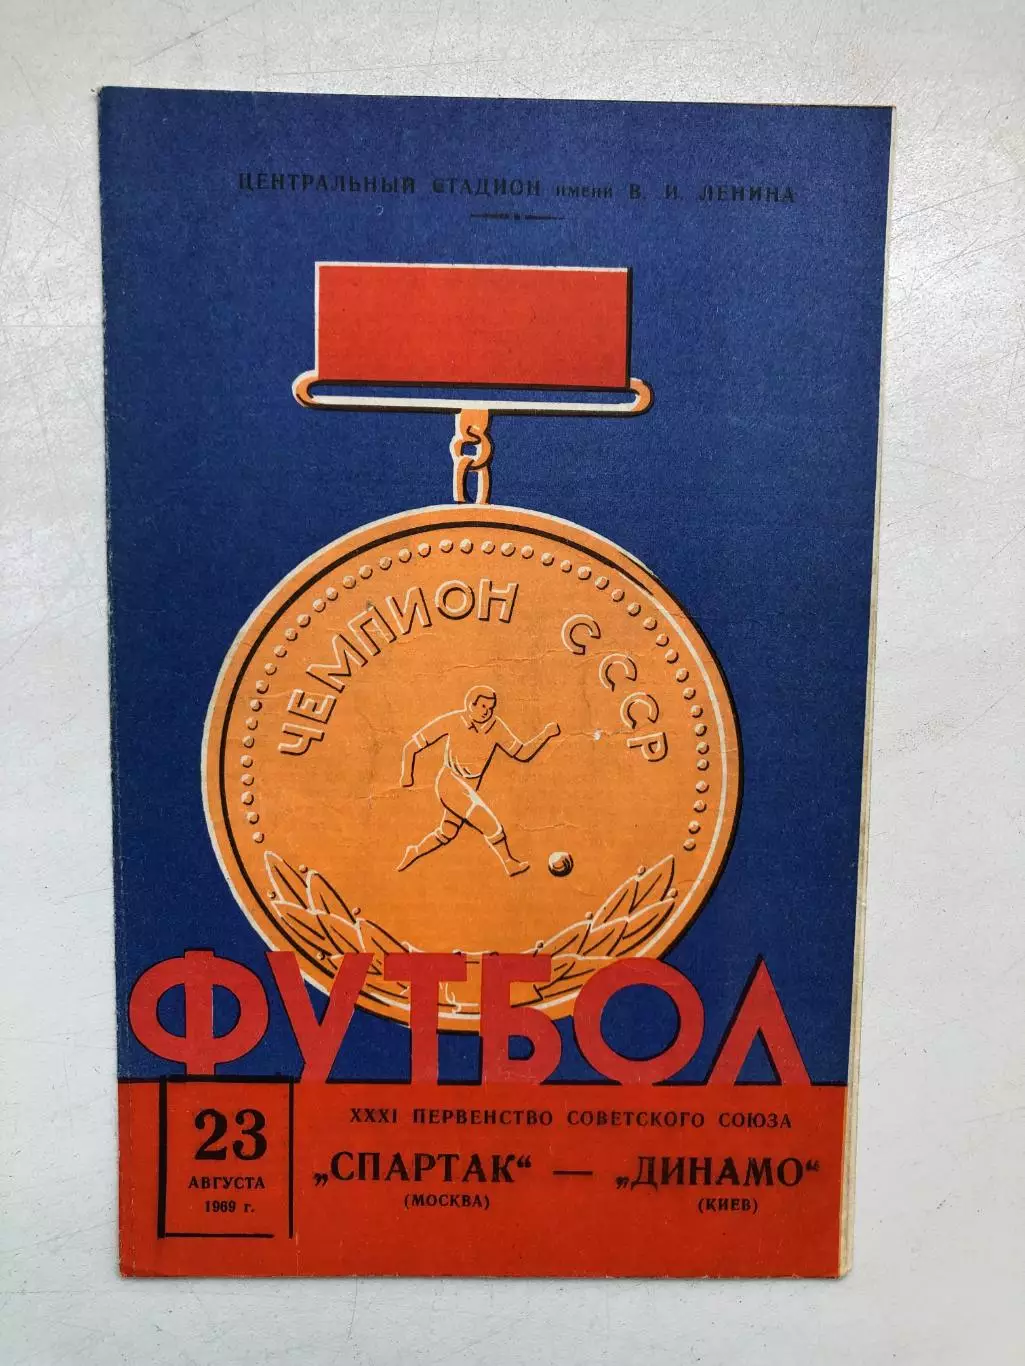 ЦЕНТРАЛЬНЫЙ СТАДИОН имени В. И. ЛЕНИНА
ЧЕМПИОН СССР
ФУТБОЛ
23
АВГУСТА
1969 г.
XXXI ПЕРВЕНСТВО СОВЕТСКОГО СОЮЗА
„СПАРТАК“ — „ДИНАМО“
(МОСКВА) (КИЕВ)